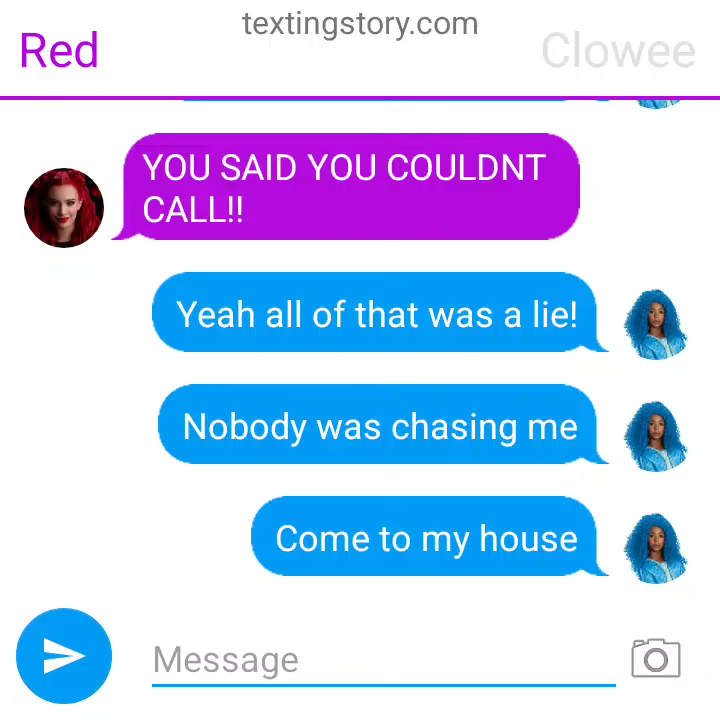 textingstory.com
Red
Clowee
YOU SAID YOU COULDNT
CALL!!
Yeah all of that was a lie!
Nobody was chasing me
Come to my house
Message